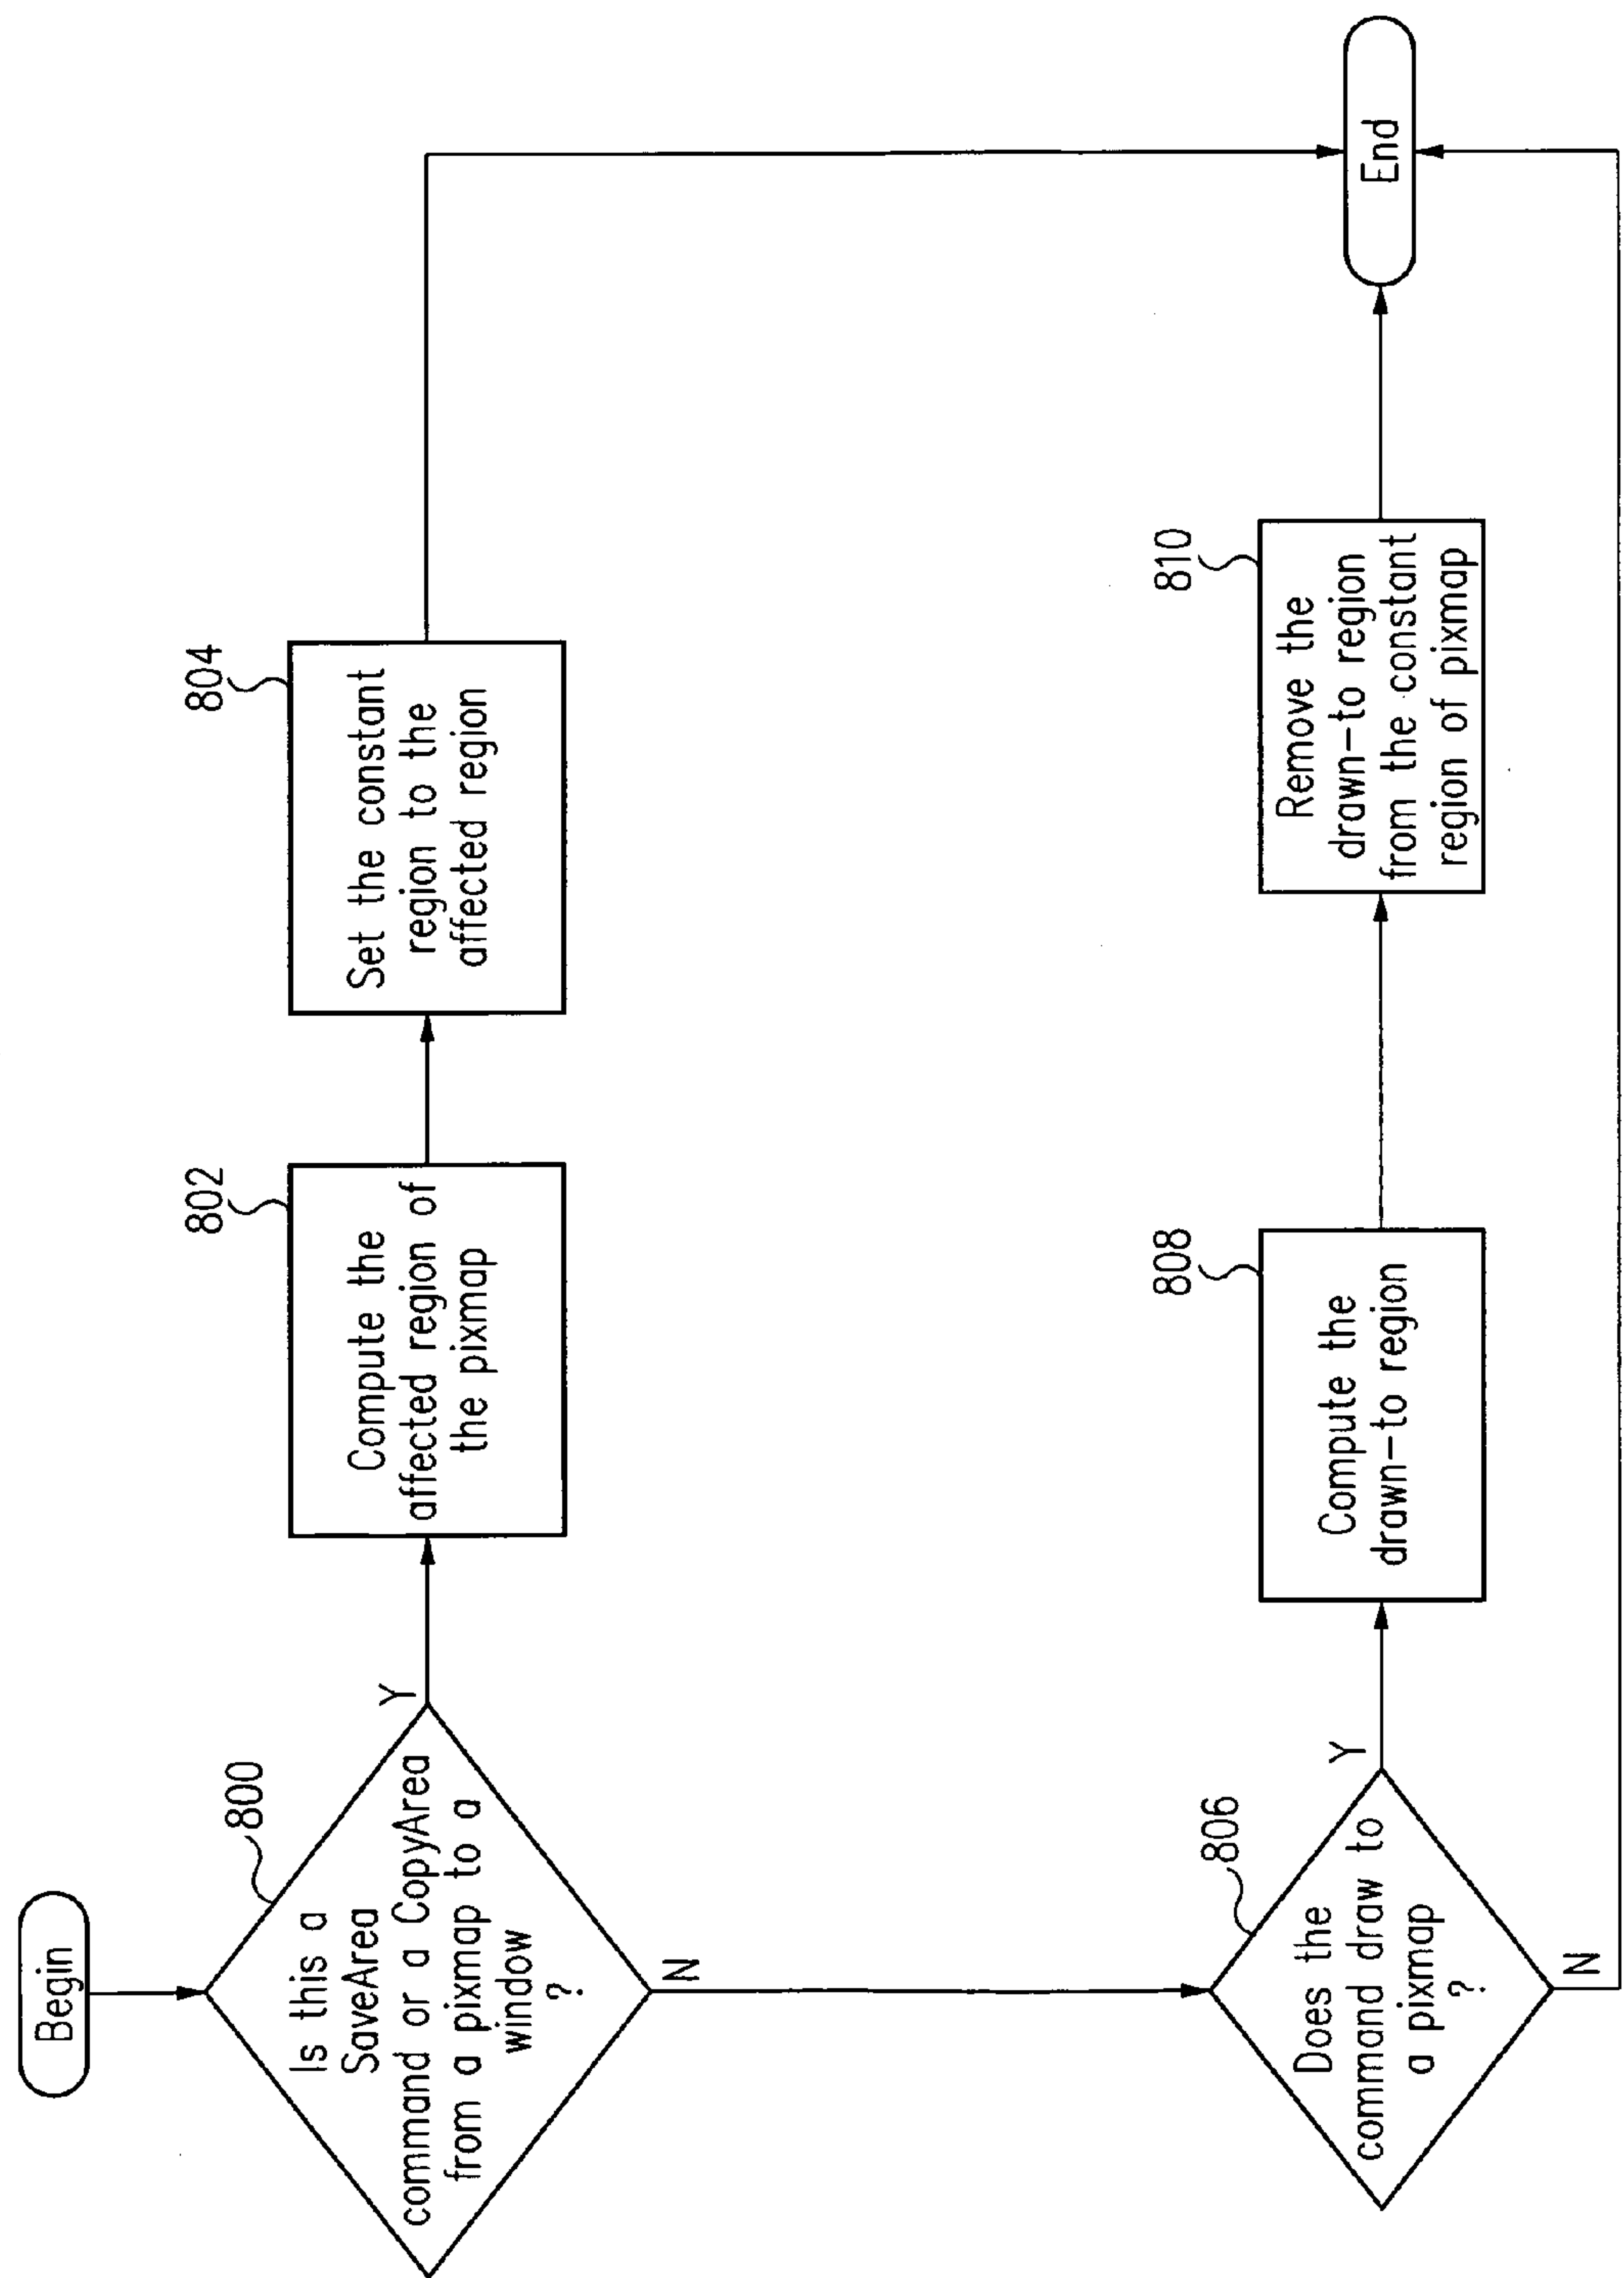 Begin
800
Is this a
SaveArea
command or a CopyArea
from a pixmap to a
window
?
Y
N
802
Compute the
affected region of
the pixmap
804
Set the constant
region to the
affected region
806
Does the
command draw to
a pixmap
?
Y
N
808
Compute the
drawn-to region
810
Remove the
drawn-to region
from the constant
region of pixmap
End